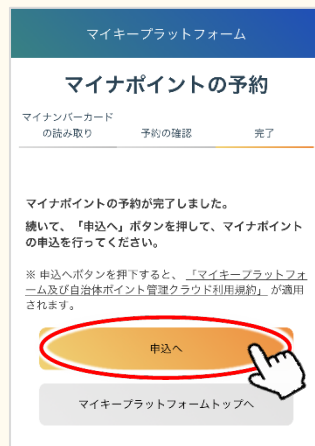 マイキープラットフォーム
マイナポイントの予約
マイナンバーカード
の読み取り
予約の確認
完了
マイナポイントの予約が完了しました。
続いて、「申込へ」ボタンを押して、マイナポイント
の申込を行ってください。
※ 申込へボタンを押下すると、「マイキープラットフォ
ーム及び自治体ポイント管理クラウド利用規約」 が適用
されます。
申込へ
マイキープラットフォームトップへ